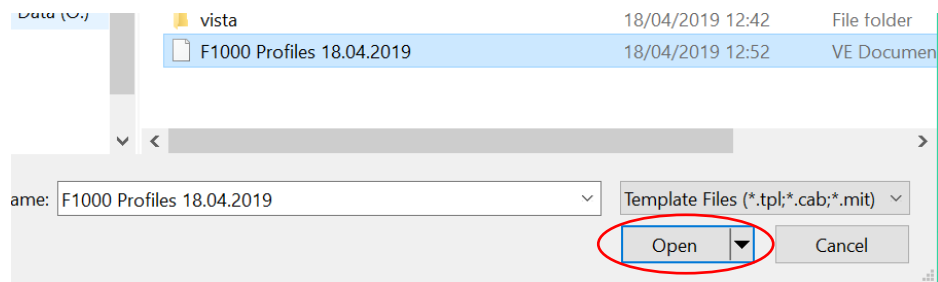 Data (O:)
vista 18/04/2019 12:42 File folder
F1000 Profiles 18.04.2019 18/04/2019 12:52 VE Documen
ame: F1000 Profiles 18.04.2019 Template Files (*.tpl;*.cab;*.mit)
Open Cancel